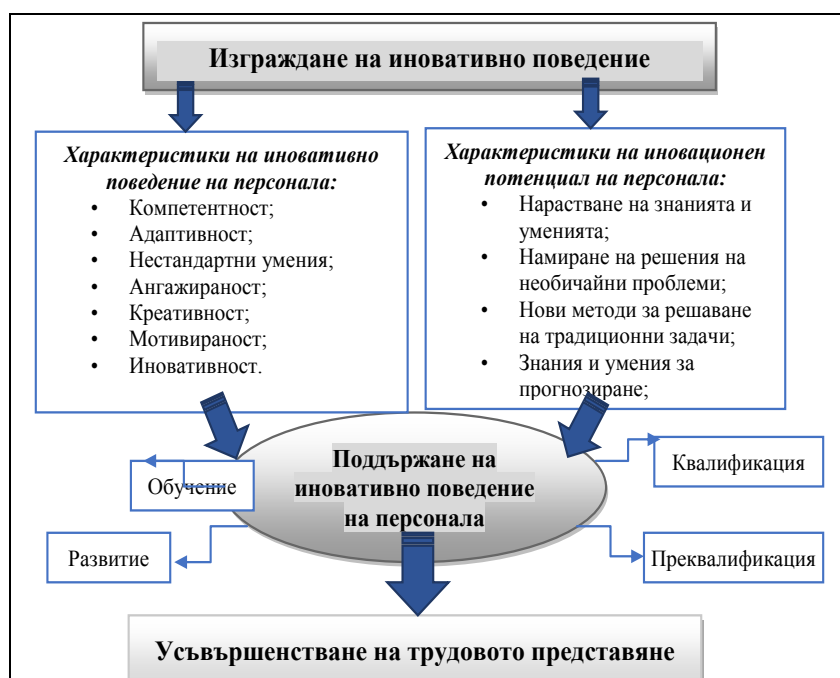 Изграждане на иновативно поведение
Характеристики на иновативно
поведение на персонала:
• Компетентност;
• Адаптивност;
• Нестандартни умения;
• Ангажираност;
• Креативност;
• Мотивираност;
• Иновативност.
Характеристики на иновационен
потенциал на персонала:
• Нарастване на знанията и
уменията;
• Намиране на решения на
необичайни проблеми;
• Нови методи за решаване
на традиционни задачи;
• Знания и умения за
прогнозиране;
Поддържане на
иновативно поведение
на персонала
Обучение
Квалификация
Развитие
Преквалификация
Усъвършенстване на трудовото представяне